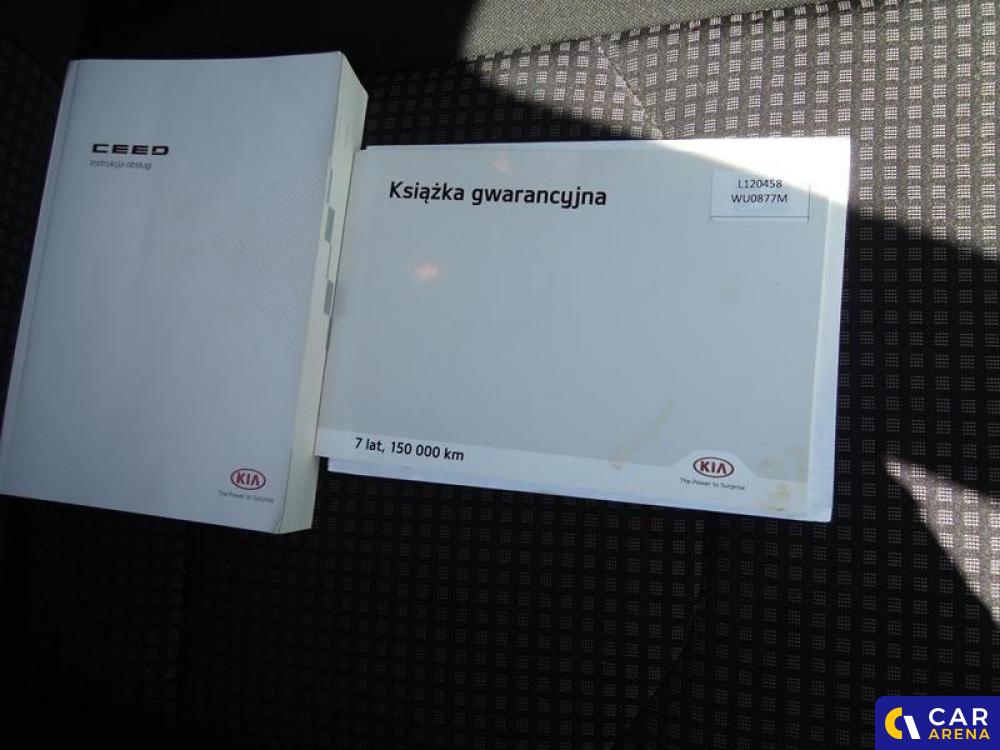 CEED
Instrukcja obsługi
KIA
The Power to Surprise
Książka gwarancyjna
L120458
WU0877M
7 lat, 150 000 km
KIA
The Power to Surprise
CAR
ARENA